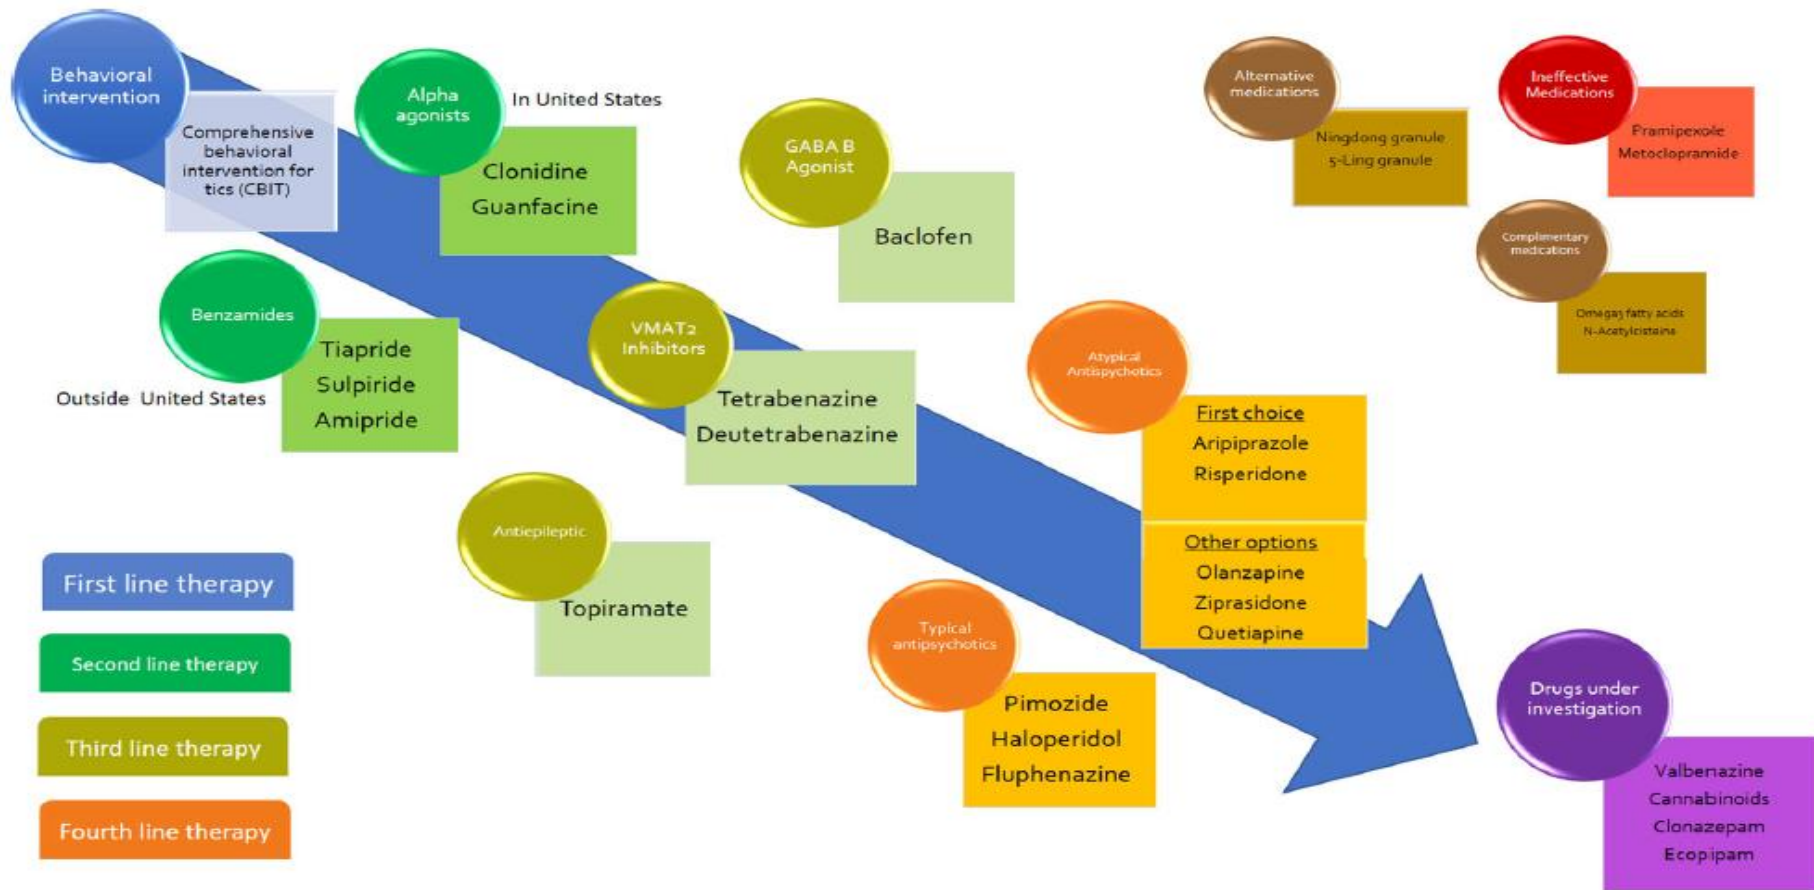 Behavioral
intervention
Comprehensive
behavioral
intervention for
tics (CBIT)
Alpha
agonists
In United States
Clonidine
Guanfacine
GABA B
Agonist
Baclofen
Alternative
medications
Ningdong granule
5-Ling granule
Ineffective
Medications
Pramipexole
Metoclopramide
Complimentary
medications
Omega3 fatty acids
N-Acetylcisteine
Benzamides
Outside United States
Tiapride
Sulpiride
Amipride
VMAT2
Inhibitors
Tetrabenazine
Deutetrabenazine
Atypical
Antispychotics
First choice
Aripiprazole
Risperidone
Other options
Olanzapine
Ziprasidone
Quetiapine
Antiepileptic
Topiramate
Typical
antipsychotics
Pimozide
Haloperidol
Fluphenazine
Drugs under
investigation
Valbenazine
Cannabinoids
Clonazepam
Ecopipam
First line therapy
Second line therapy
Third line therapy
Fourth line therapy